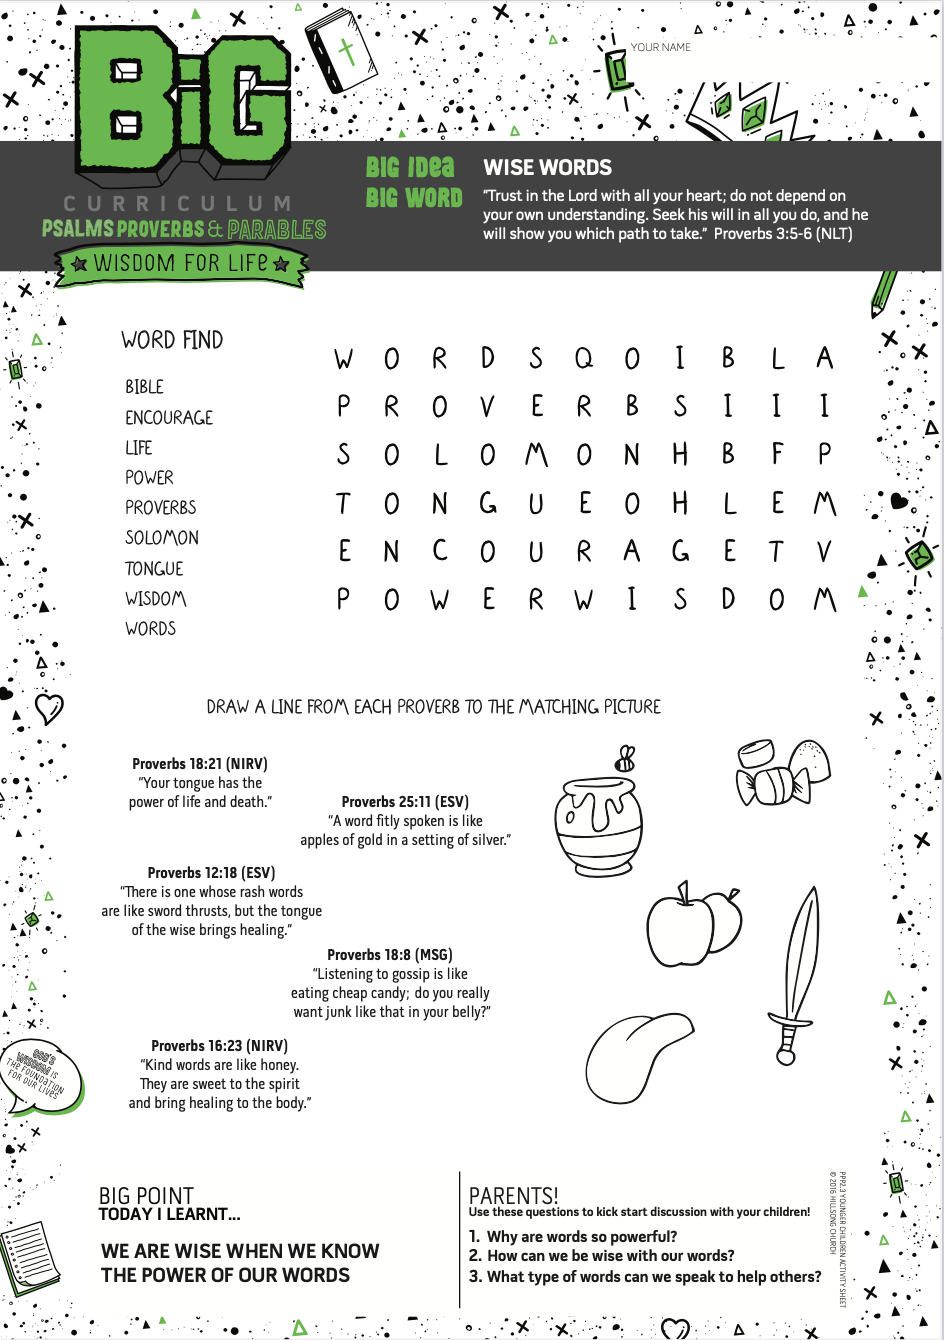 YOUR NAME
BiG
CURRICULUM
PSALMS PROVERBS & PARABLES
WISDOM FOR LIFe
BIG IDea
BIG WORD
WISE WORDS
“Trust in the Lord with all your heart; do not depend on
your own understanding. Seek his will in all you do, and he
will show you which path to take.” Proverbs 3:5-6 (NLT)
WORD FIND
BIBLE
ENCOURAGE
LIFE
POWER
PROVERBS
SOLOMON
TONGUE
WISDOM
WORDS
W O R D S Q O I B L A
P R O V E R B S I I I
S O L O M O N H B F P
T O N G U E O H L E M
E N C O U R A G E T V
P O W E R W I S D O M
DRAW A LINE FROM EACH PROVERB TO THE MATCHING PICTURE
Proverbs 18:21 (NIRV)
“Your tongue has the
power of life and death.”
Proverbs 25:11 (ESV)
“A word fitly spoken is like
apples of gold in a setting of silver.”
Proverbs 12:18 (ESV)
“There is one whose rash words
are like sword thrusts, but the tongue
of the wise brings healing.”
Proverbs 18:8 (MSG)
“Listening to gossip is like
eating cheap candy; do you really
want junk like that in your belly?”
Proverbs 16:23 (NIRV)
“Kind words are like honey.
They are sweet to the spirit
and bring healing to the body.”
GOD'S
WISDOM IS
THe FOUNDATION
FOR OUR LIVes
BIG POINT
TODAY I LEARNT...
WE ARE WISE WHEN WE KNOW
THE POWER OF OUR WORDS
PARENTS!
Use these questions to kick start discussion with your children!
1. Why are words so powerful?
2. How can we be wise with our words?
3. What type of words can we speak to help others?
PPP2.3 YOUNGER CHILDREN ACTIVITY SHEET
© 2016 HILLSONG CHURCH